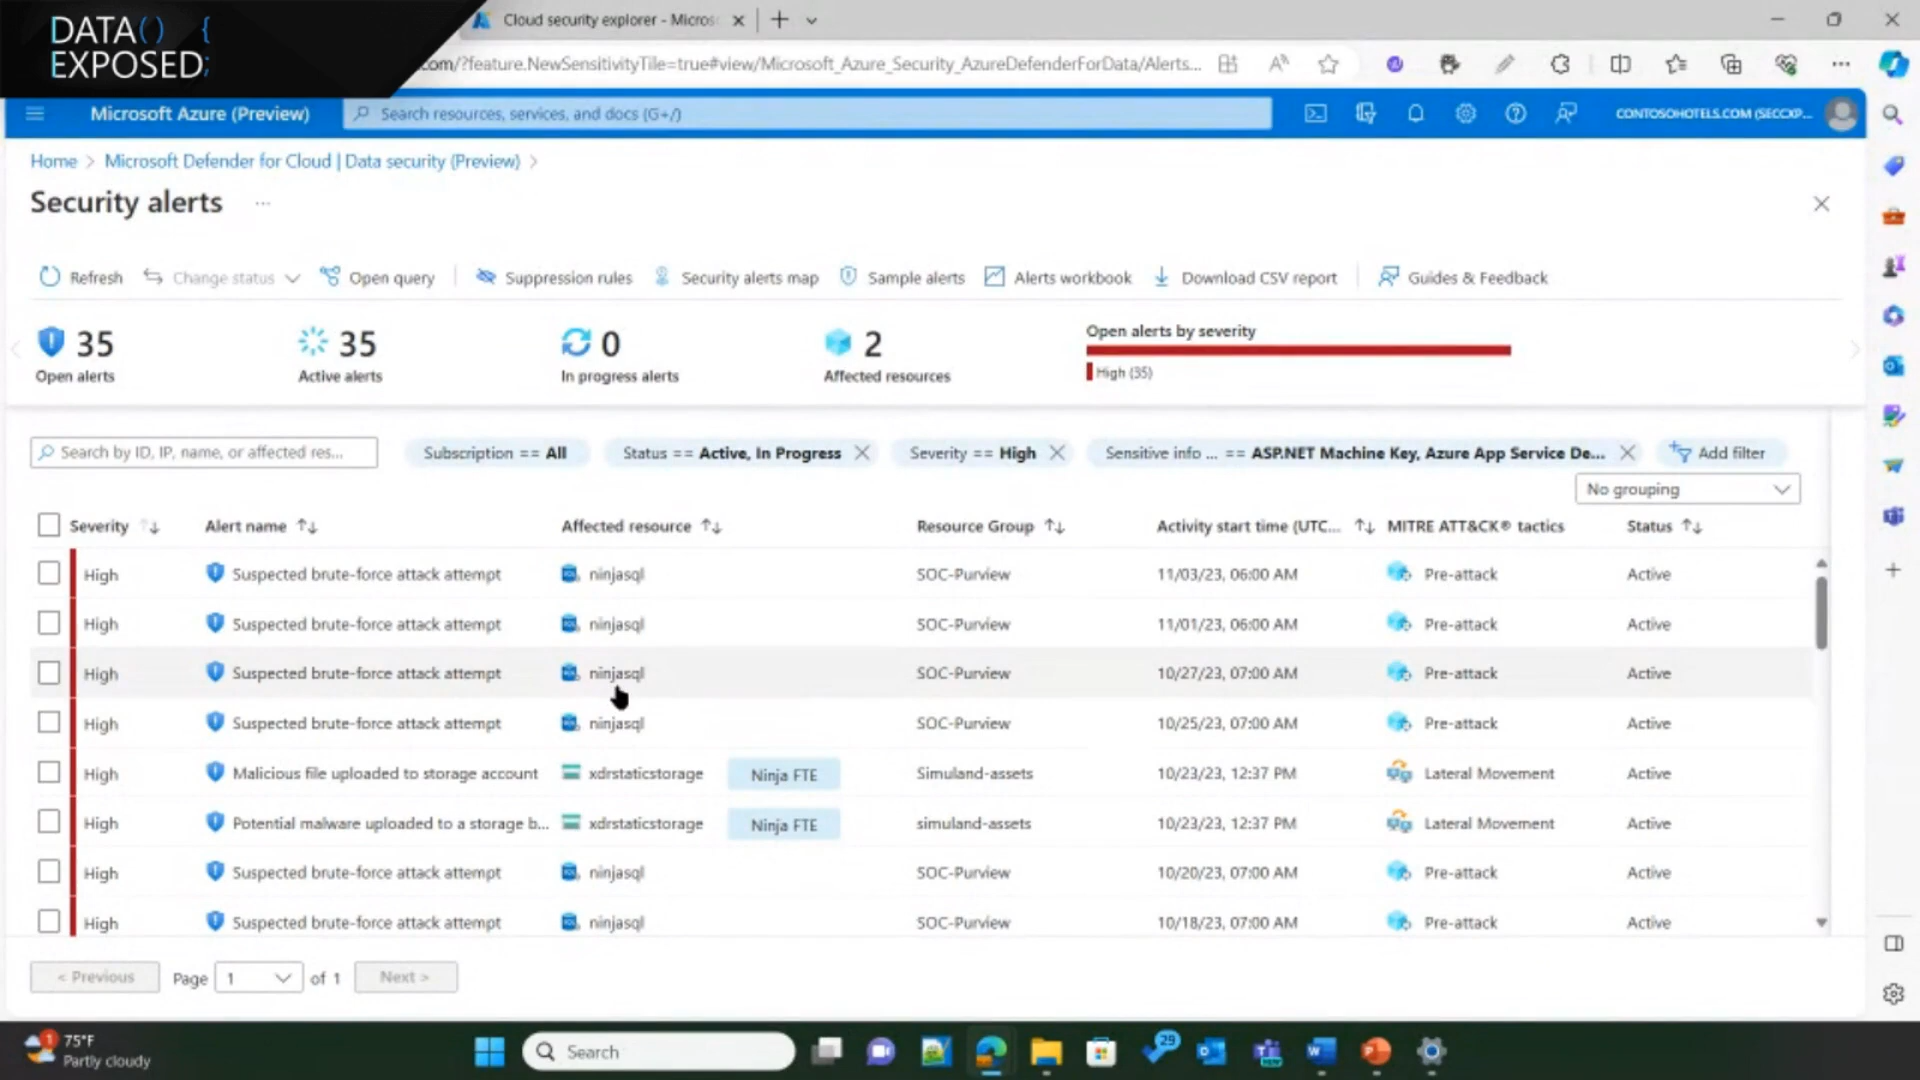 DATA() {
EXPOSED;
Cloud security explorer - Micros
com/?feature.NewSensitivityTile=true#view/Microsoft_Azure_Security_AzureDefenderForData/Alerts...
Microsoft Azure (Preview)
Search resources, services, and docs (G+/)
CONTOSOHOTELS.COM (SECCXP...
Home > Microsoft Defender for Cloud | Data security (Preview) >
Security alerts ...
Refresh Change status Open query Suppression rules Security alerts map Sample alerts Alerts workbook Download CSV report Guides & Feedback
35 35 0 2
Open alerts Active alerts In progress alerts Affected resources
Open alerts by severity
High (35)
Search by ID, IP, name, or affected res...
Subscription == All Status == Active, In Progress Severity == High Sensitive info ... == ASP.NET Machine Key, Azure App Service De... Add filter
No grouping
Severity Alert name Affected resource Resource Group Activity start time (UTC... MITRE ATT&CK® tactics Status
High Suspected brute-force attack attempt ninjasql SOC-Purview 11/03/23, 06:00 AM Pre-attack Active
High Suspected brute-force attack attempt ninjasql SOC-Purview 11/01/23, 06:00 AM Pre-attack Active
High Suspected brute-force attack attempt ninjasql SOC-Purview 10/27/23, 07:00 AM Pre-attack Active
High Suspected brute-force attack attempt ninjasql SOC-Purview 10/25/23, 07:00 AM Pre-attack Active
High Malicious file uploaded to storage account xdrstaticstorage Ninja FTE Simuland-assets 10/23/23, 12:37 PM Lateral Movement Active
High Potential malware uploaded to a storage b... xdrstaticstorage Ninja FTE simuland-assets 10/23/23, 12:37 PM Lateral Movement Active
High Suspected brute-force attack attempt ninjasql SOC-Purview 10/20/23, 07:00 AM Pre-attack Active
High Suspected brute-force attack attempt ninjasql SOC-Purview 10/18/23, 07:00 AM Pre-attack Active
< Previous Page 1 of 1 Next >
1 75°F
Partly cloudy
Search
29